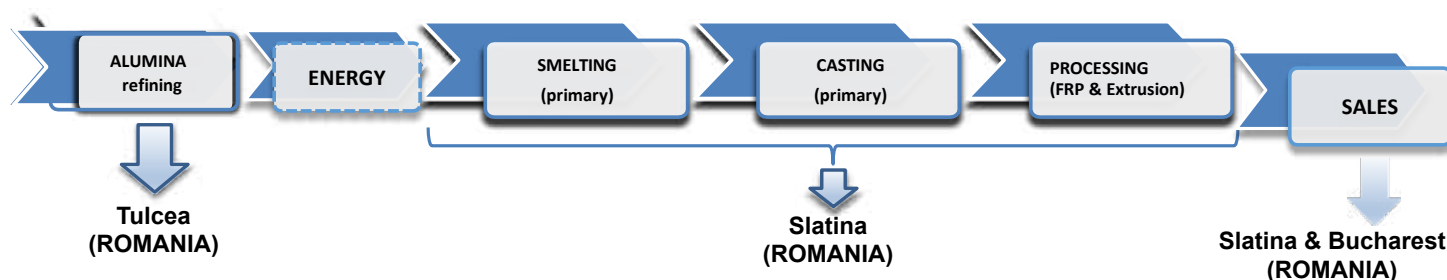 ALUMINA
refining
ENERGY
SMELTING
(primary)
CASTING
(primary)
PROCESSING
(FRP & Extrusion)
SALES
Tulcea
(ROMANIA)
Slatina
(ROMANIA)
Slatina & Bucharest
(ROMANIA)